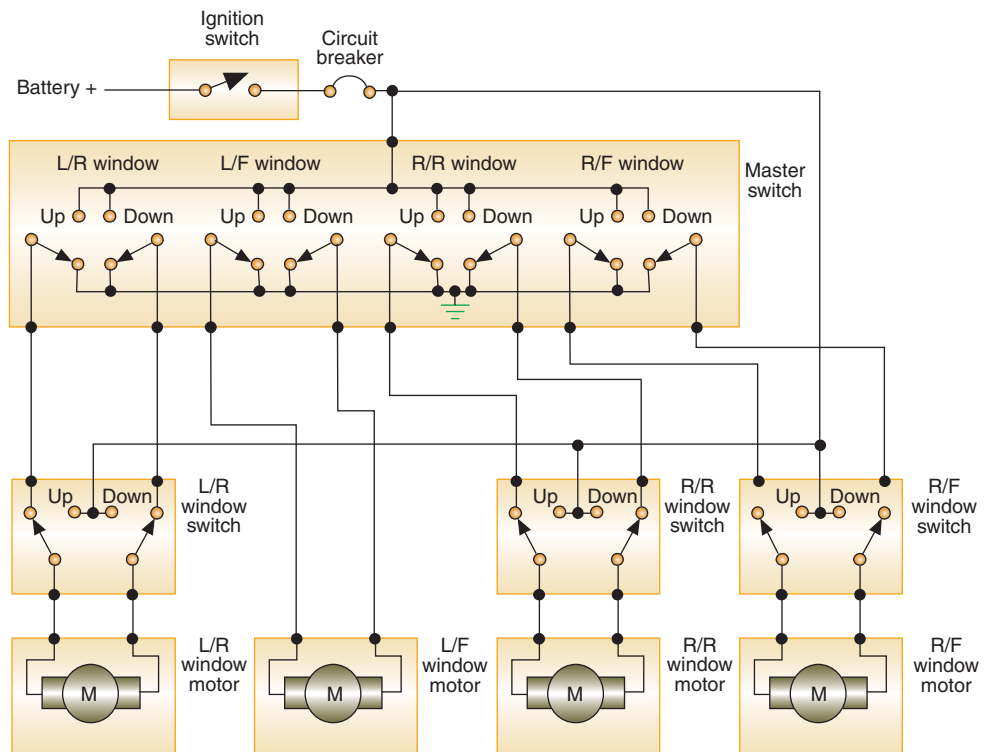 Ignition
switch
Circuit
breaker
Battery +
L/R window
L/F window
R/R window
R/F window
Master
switch
Up
Down
Up
Down
Up
Down
Up
Down
Up
Down
L/R
window
switch
Up
Down
R/R
window
switch
Up
Down
R/F
window
switch
M
L/R
window
motor
M
L/F
window
motor
M
R/R
window
motor
M
R/F
window
motor